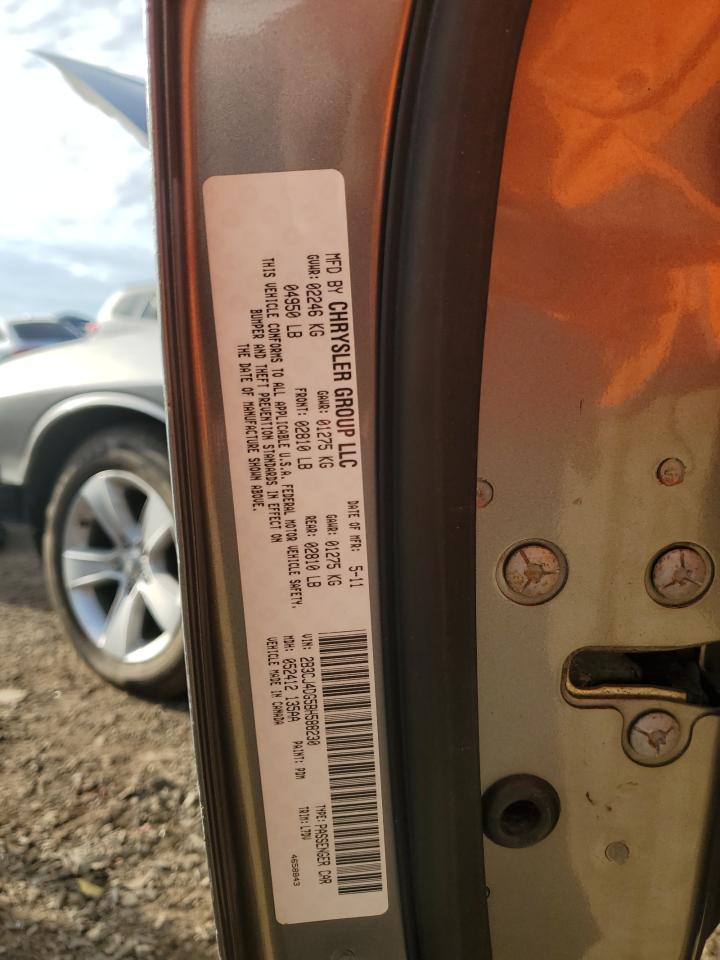 MFD BY CHRYSLER GROUP LLC DATE OF MFR: 5-11
GVWR: 02246 KG GAWR: 01275 KG GAWR: 01275 KG
04950 LB FRONT: 02810 LB REAR: 02810 LB
THIS VEHICLE CONFORMS TO ALL APPLICABLE U.S.A. FEDERAL MOTOR VEHICLE SAFETY,
BUMPER AND THEFT PREVENTION STANDARDS IN EFFECT ON
THE DATE OF MANUFACTURE SHOWN ABOVE.
VIN: 2B3CJ4DG5BH588230 TYPE: PASSENGER CAR
MDH: 052412 135AA PAINT: PDM TRIM: L7DV
VEHICLE MADE IN CANADA 4658843